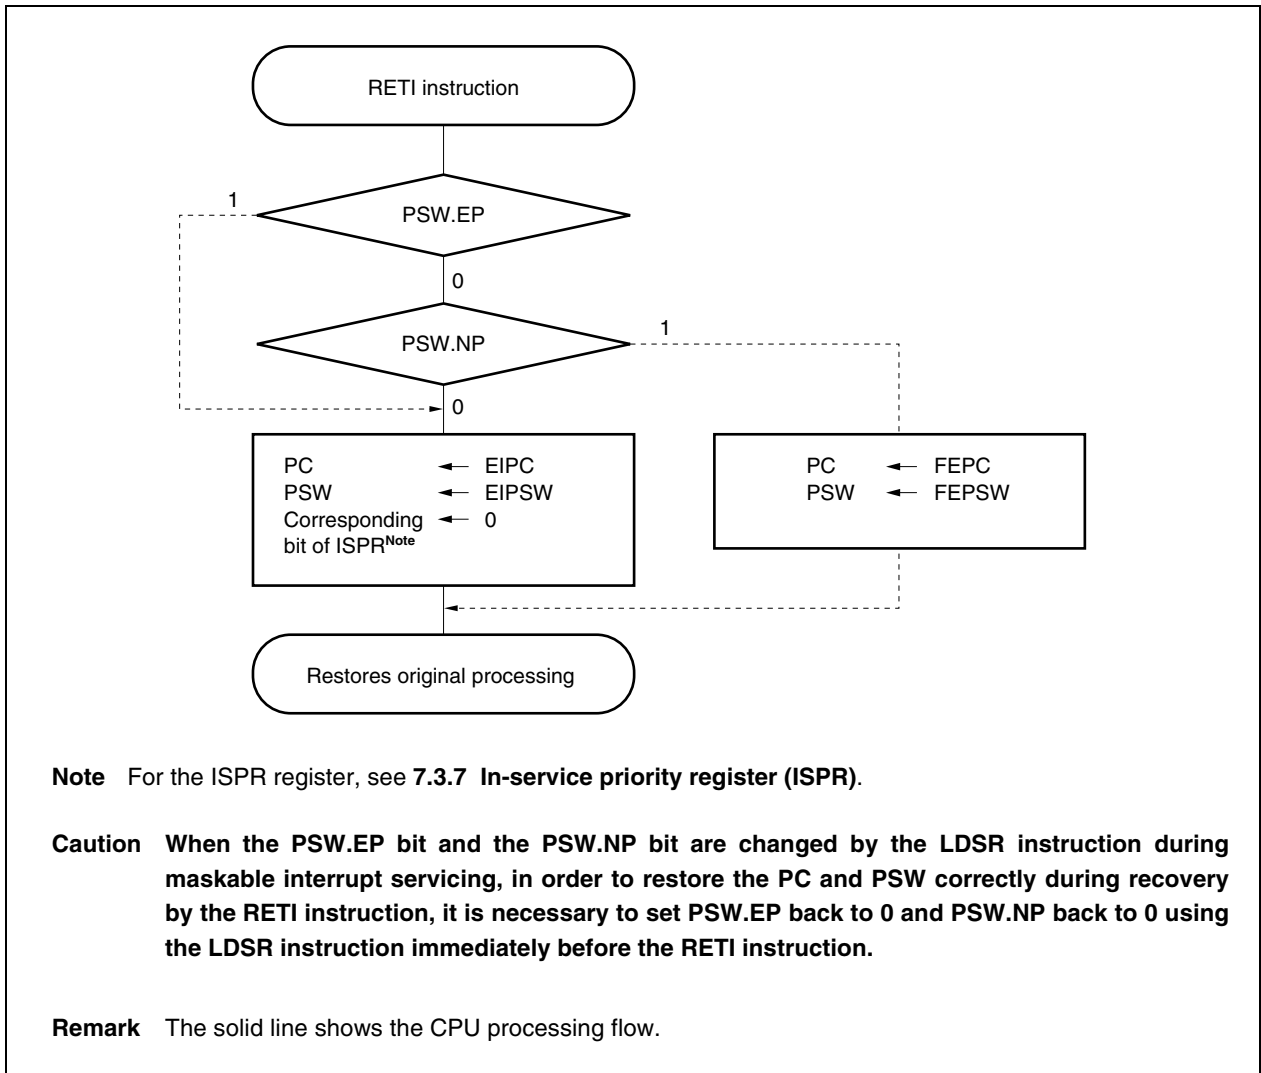 RETI instruction
1
PSW.EP
0
PSW.NP
1
0
PC ← EIPC
PSW ← EIPSW
Corresponding ← 0
bit of ISPRNote
PC ← FEPC
PSW ← FEPSW
Restores original processing
Note For the ISPR register, see 7.3.7 In-service priority register (ISPR).
Caution When the PSW.EP bit and the PSW.NP bit are changed by the LDSR instruction during
maskable interrupt servicing, in order to restore the PC and PSW correctly during recovery
by the RETI instruction, it is necessary to set PSW.EP back to 0 and PSW.NP back to 0 using
the LDSR instruction immediately before the RETI instruction.
Remark The solid line shows the CPU processing flow.